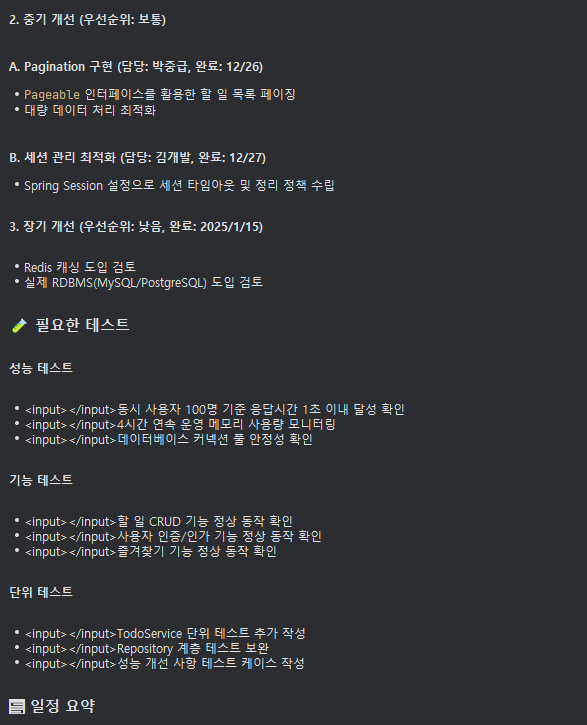 2. 중기 개선 (우선순위: 보통)
A. Pagination 구현 (담당: 박중급, 완료: 12/26)
• Pageable 인터페이스를 활용한 할 일 목록 페이징
• 대량 데이터 처리 최적화
B. 세션 관리 최적화 (담당: 김개발, 완료: 12/27)
• Spring Session 설정으로 세션 타임아웃 및 정리 정책 수립
3. 장기 개선 (우선순위: 낮음, 완료: 2025/1/15)
• Redis 캐싱 도입 검토
• 실제 RDBMS(MySQL/PostgreSQL) 도입 검토
🧪 필요한 테스트
성능 테스트
• <input></input>동시 사용자 100명 기준 응답시간 1초 이내 달성 확인
• <input></input>4시간 연속 운영 메모리 사용량 모니터링
• <input></input>데이터베이스 커넥션 풀 안정성 확인
기능 테스트
• <input></input>할 일 CRUD 기능 정상 동작 확인
• <input></input>사용자 인증/인가 기능 정상 동작 확인
• <input></input>즐겨찾기 기능 정상 동작 확인
단위 테스트
• <input></input>TodoService 단위 테스트 추가 작성
• <input></input>Repository 계층 테스트 보완
• <input></input>성능 개선 사항 테스트 케이스 작성
일정 요약